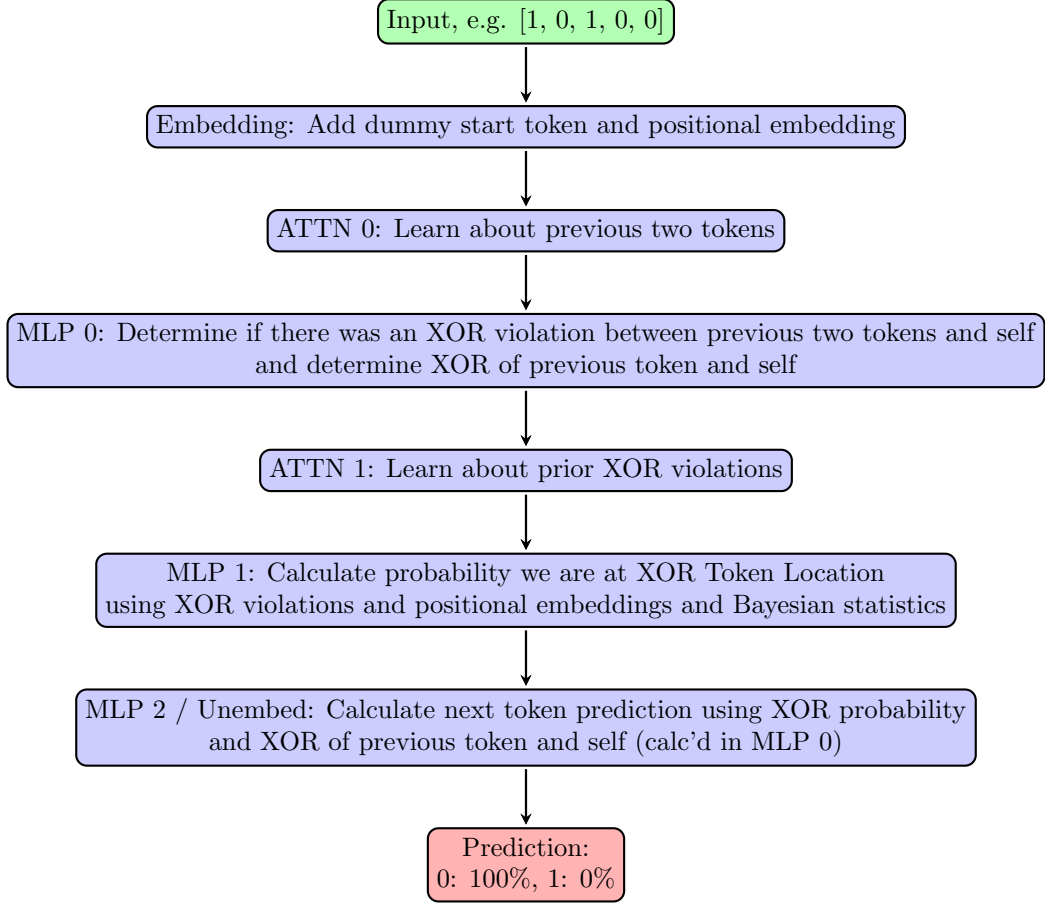 Input, e.g. [1, 0, 1, 0, 0]
Embedding: Add dummy start token and positional embedding
ATTN 0: Learn about previous two tokens
MLP 0: Determine if there was an XOR violation between previous two tokens and self
and determine XOR of previous token and self
ATTN 1: Learn about prior XOR violations
MLP 1: Calculate probability we are at XOR Token Location
using XOR violations and positional embeddings and Bayesian statistics
MLP 2 / Unembed: Calculate next token prediction using XOR probability
and XOR of previous token and self (calc'd in MLP 0)
Prediction:
0: 100%, 1: 0%